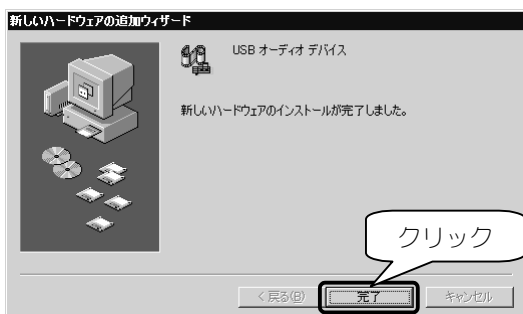 新しいハードウェアの追加ウィザード
USB オーディオ デバイス
新しいハードウェアのインストールが完了しました。
クリック
< 戻る(B)
完了
キャンセル